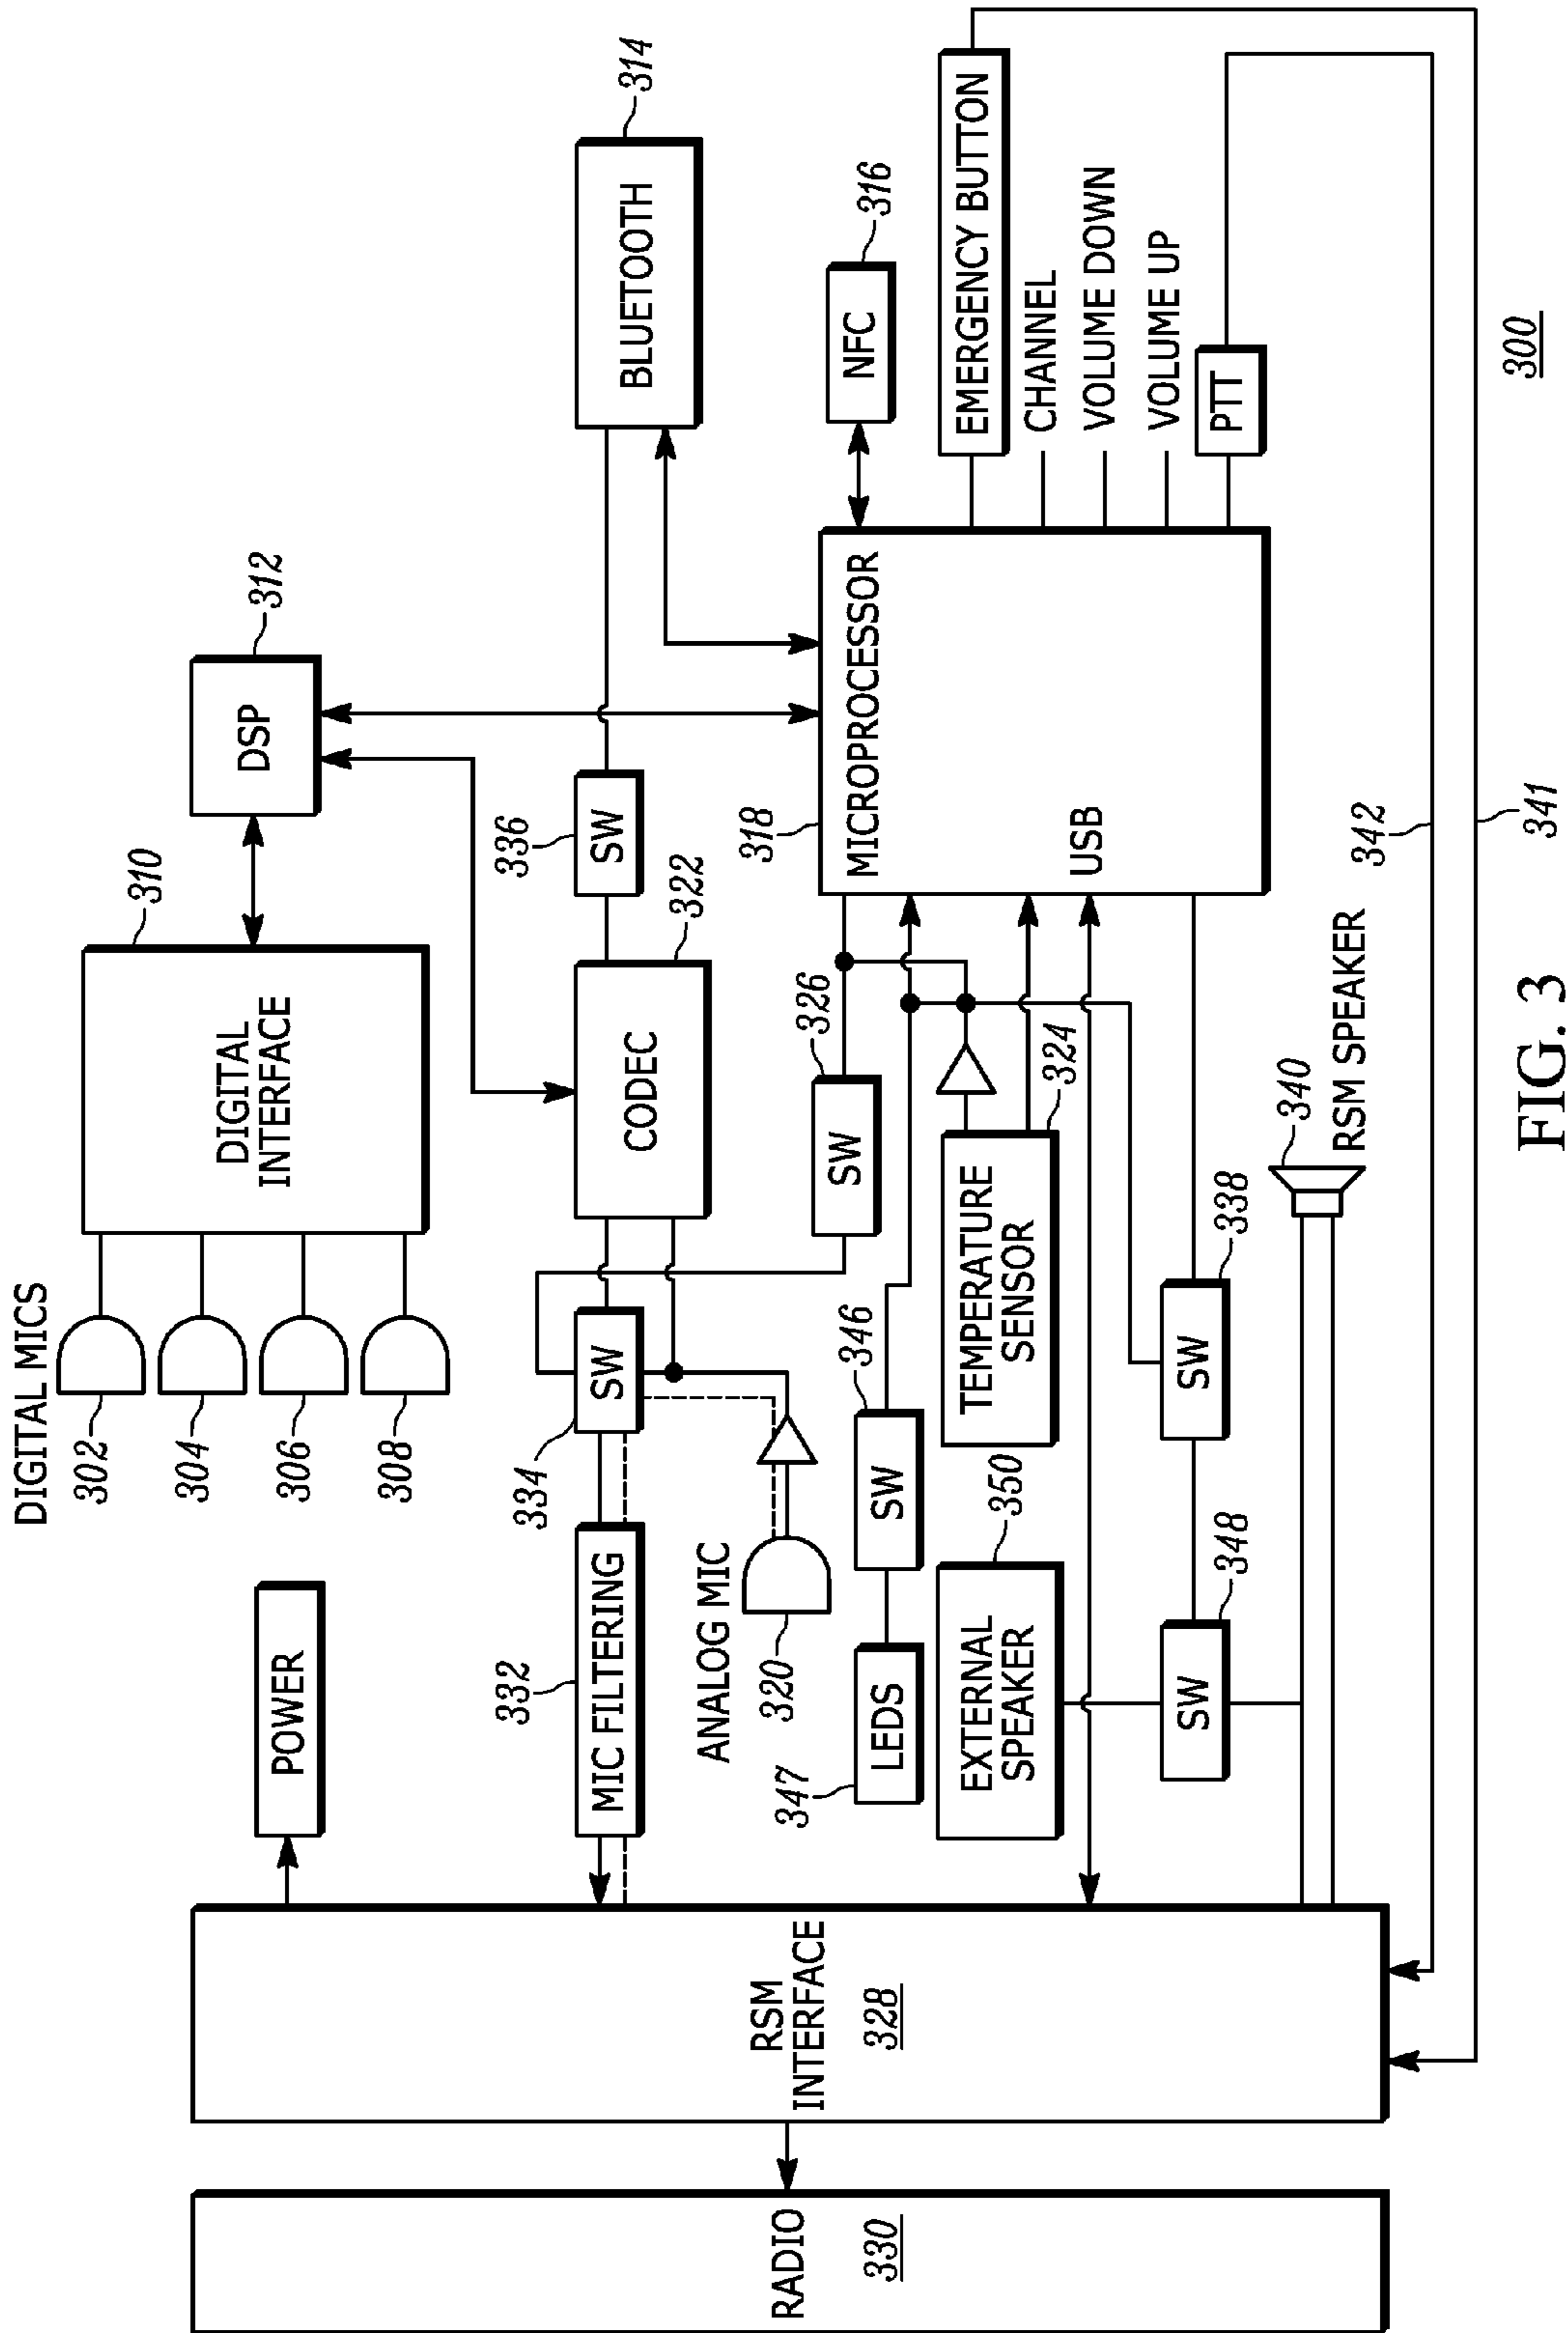 DIGITAL MICS
302
304
306
308
DIGITAL
INTERFACE
310
DSP
312
POWER
MIC FILTERING
332
SW
334
CODEC
322
SW
336
BLUETOOTH
314
ANALOG MIC
320
SW
326
MICROPROCESSOR
318
USB
NFC
316
LEDS
347
SW
346
TEMPERATURE
SENSOR
324
EXTERNAL
SPEAKER
350
SW
348
SW
338
EMERGENCY BUTTON
CHANNEL
VOLUME DOWN
VOLUME UP
PTT
RADIO
330
RSM
INTERFACE
328
340
RSM SPEAKER
342
341
300
FIG. 3